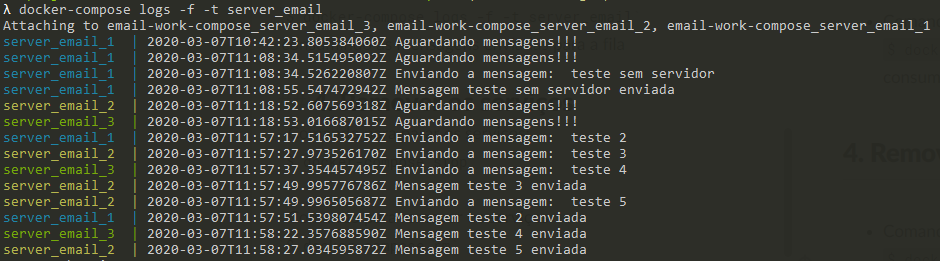 λ docker-compose logs -f -t server_email
Attaching to email-work-compose_server_email_3, email-work-compose_server_email_2, email-work-compose_server_email_1
server_email_1 | 2020-03-07T10:42:23.805384060Z Aguardando mensagens!!!
server_email_1 | 2020-03-07T11:08:34.515495092Z Aguardando mensagens!!!
server_email_1 | 2020-03-07T11:08:34.526220807Z Enviando a mensagem:  teste sem servidor
server_email_1 | 2020-03-07T11:08:55.547472942Z Mensagem teste sem servidor enviada
server_email_2 | 2020-03-07T11:18:52.607569318Z Aguardando mensagens!!!
server_email_3 | 2020-03-07T11:18:53.016687015Z Aguardando mensagens!!!
server_email_1 | 2020-03-07T11:57:17.516532752Z Enviando a mensagem:  teste 2
server_email_2 | 2020-03-07T11:57:27.973526170Z Enviando a mensagem:  teste 3
server_email_3 | 2020-03-07T11:57:37.354457495Z Enviando a mensagem:  teste 4
server_email_2 | 2020-03-07T11:57:49.995776786Z Mensagem teste 3 enviada
server_email_2 | 2020-03-07T11:57:49.996505687Z Enviando a mensagem:  teste 5
server_email_1 | 2020-03-07T11:57:51.539807454Z Mensagem teste 2 enviada
server_email_3 | 2020-03-07T11:58:22.357688590Z Mensagem teste 4 enviada
server_email_2 | 2020-03-07T11:58:27.034595872Z Mensagem teste 5 enviada
4. Remov